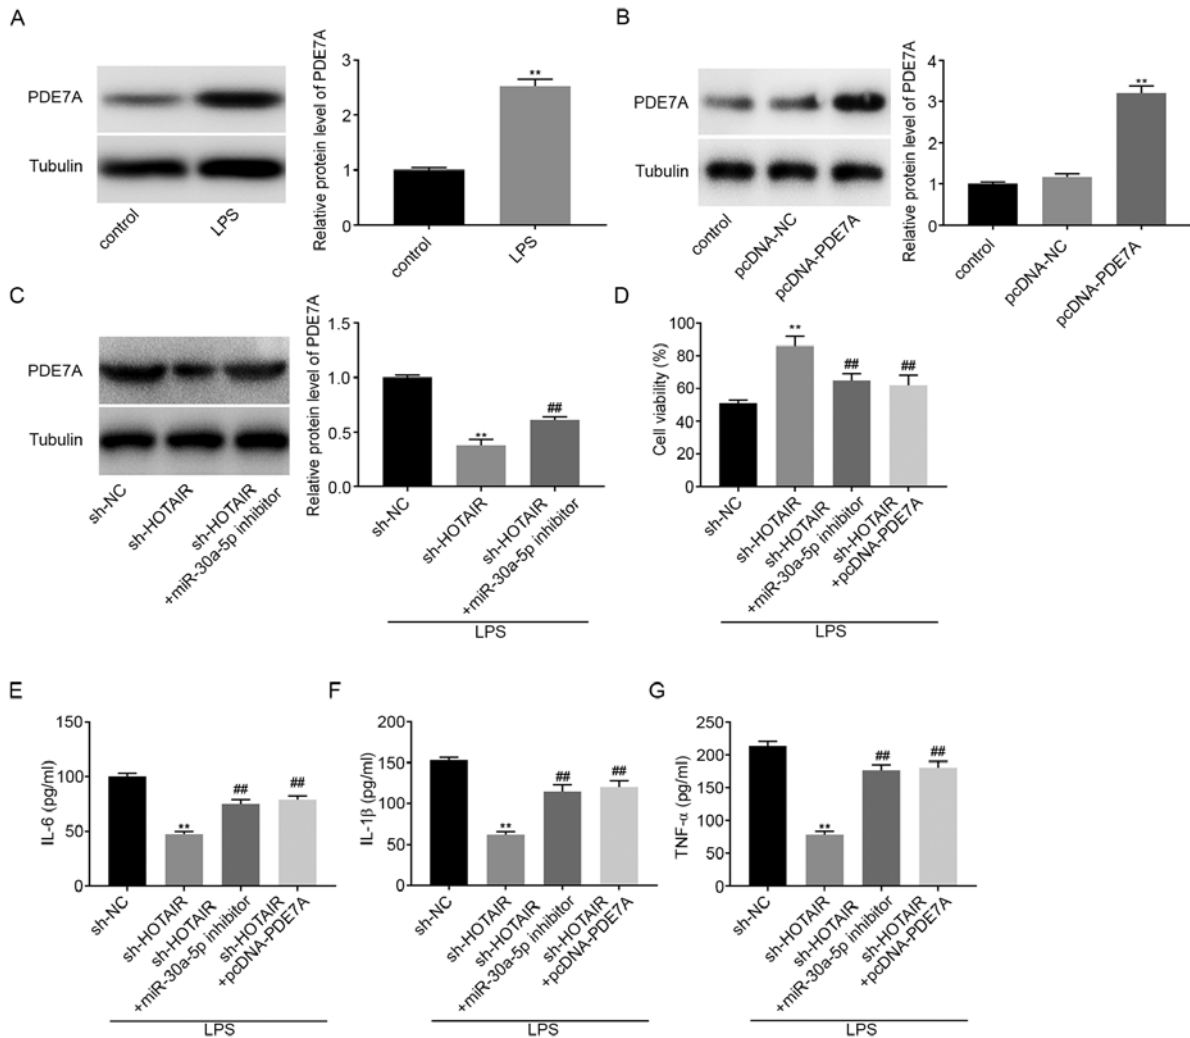 A
PDE7A
Tubulin
control
LPS
Relative protein level of PDE7A
3
2
1
0
**
control
LPS
B
PDE7A
Tubulin
control
pcDNA-NC
pcDNA-PDE7A
Relative protein level of PDE7A
4
3
2
1
0
**
control
pcDNA-NC
pcDNA-PDE7A
C
PDE7A
Tubulin
sh-NC
sh-HOTAIR
sh-HOTAIR
+miR-30a-5p inhibitor
Relative protein level of PDE7A
1.5
1.0
0.5
0.0
**
##
sh-NC
sh-HOTAIR
sh-HOTAIR
+miR-30a-5p inhibitor
LPS
D
Cell viability (%)
100
80
60
40
20
0
**
##
##
sh-NC
sh-HOTAIR
sh-HOTAIR
+miR-30a-5p inhibitor
sh-HOTAIR
+pcDNA-PDE7A
LPS
E
IL-6 (pg/ml)
150
100
50
0
**
##
##
sh-NC
sh-HOTAIR
sh-HOTAIR
+miR-30a-5p inhibitor
sh-HOTAIR
+pcDNA-PDE7A
LPS
F
IL-1β (pg/ml)
200
150
100
50
0
**
##
##
sh-NC
sh-HOTAIR
sh-HOTAIR
+miR-30a-5p inhibitor
sh-HOTAIR
+pcDNA-PDE7A
LPS
G
TNF-α (pg/ml)
250
200
150
100
50
0
**
##
##
sh-NC
sh-HOTAIR
sh-HOTAIR
+miR-30a-5p inhibitor
sh-HOTAIR
+pcDNA-PDE7A
LPS